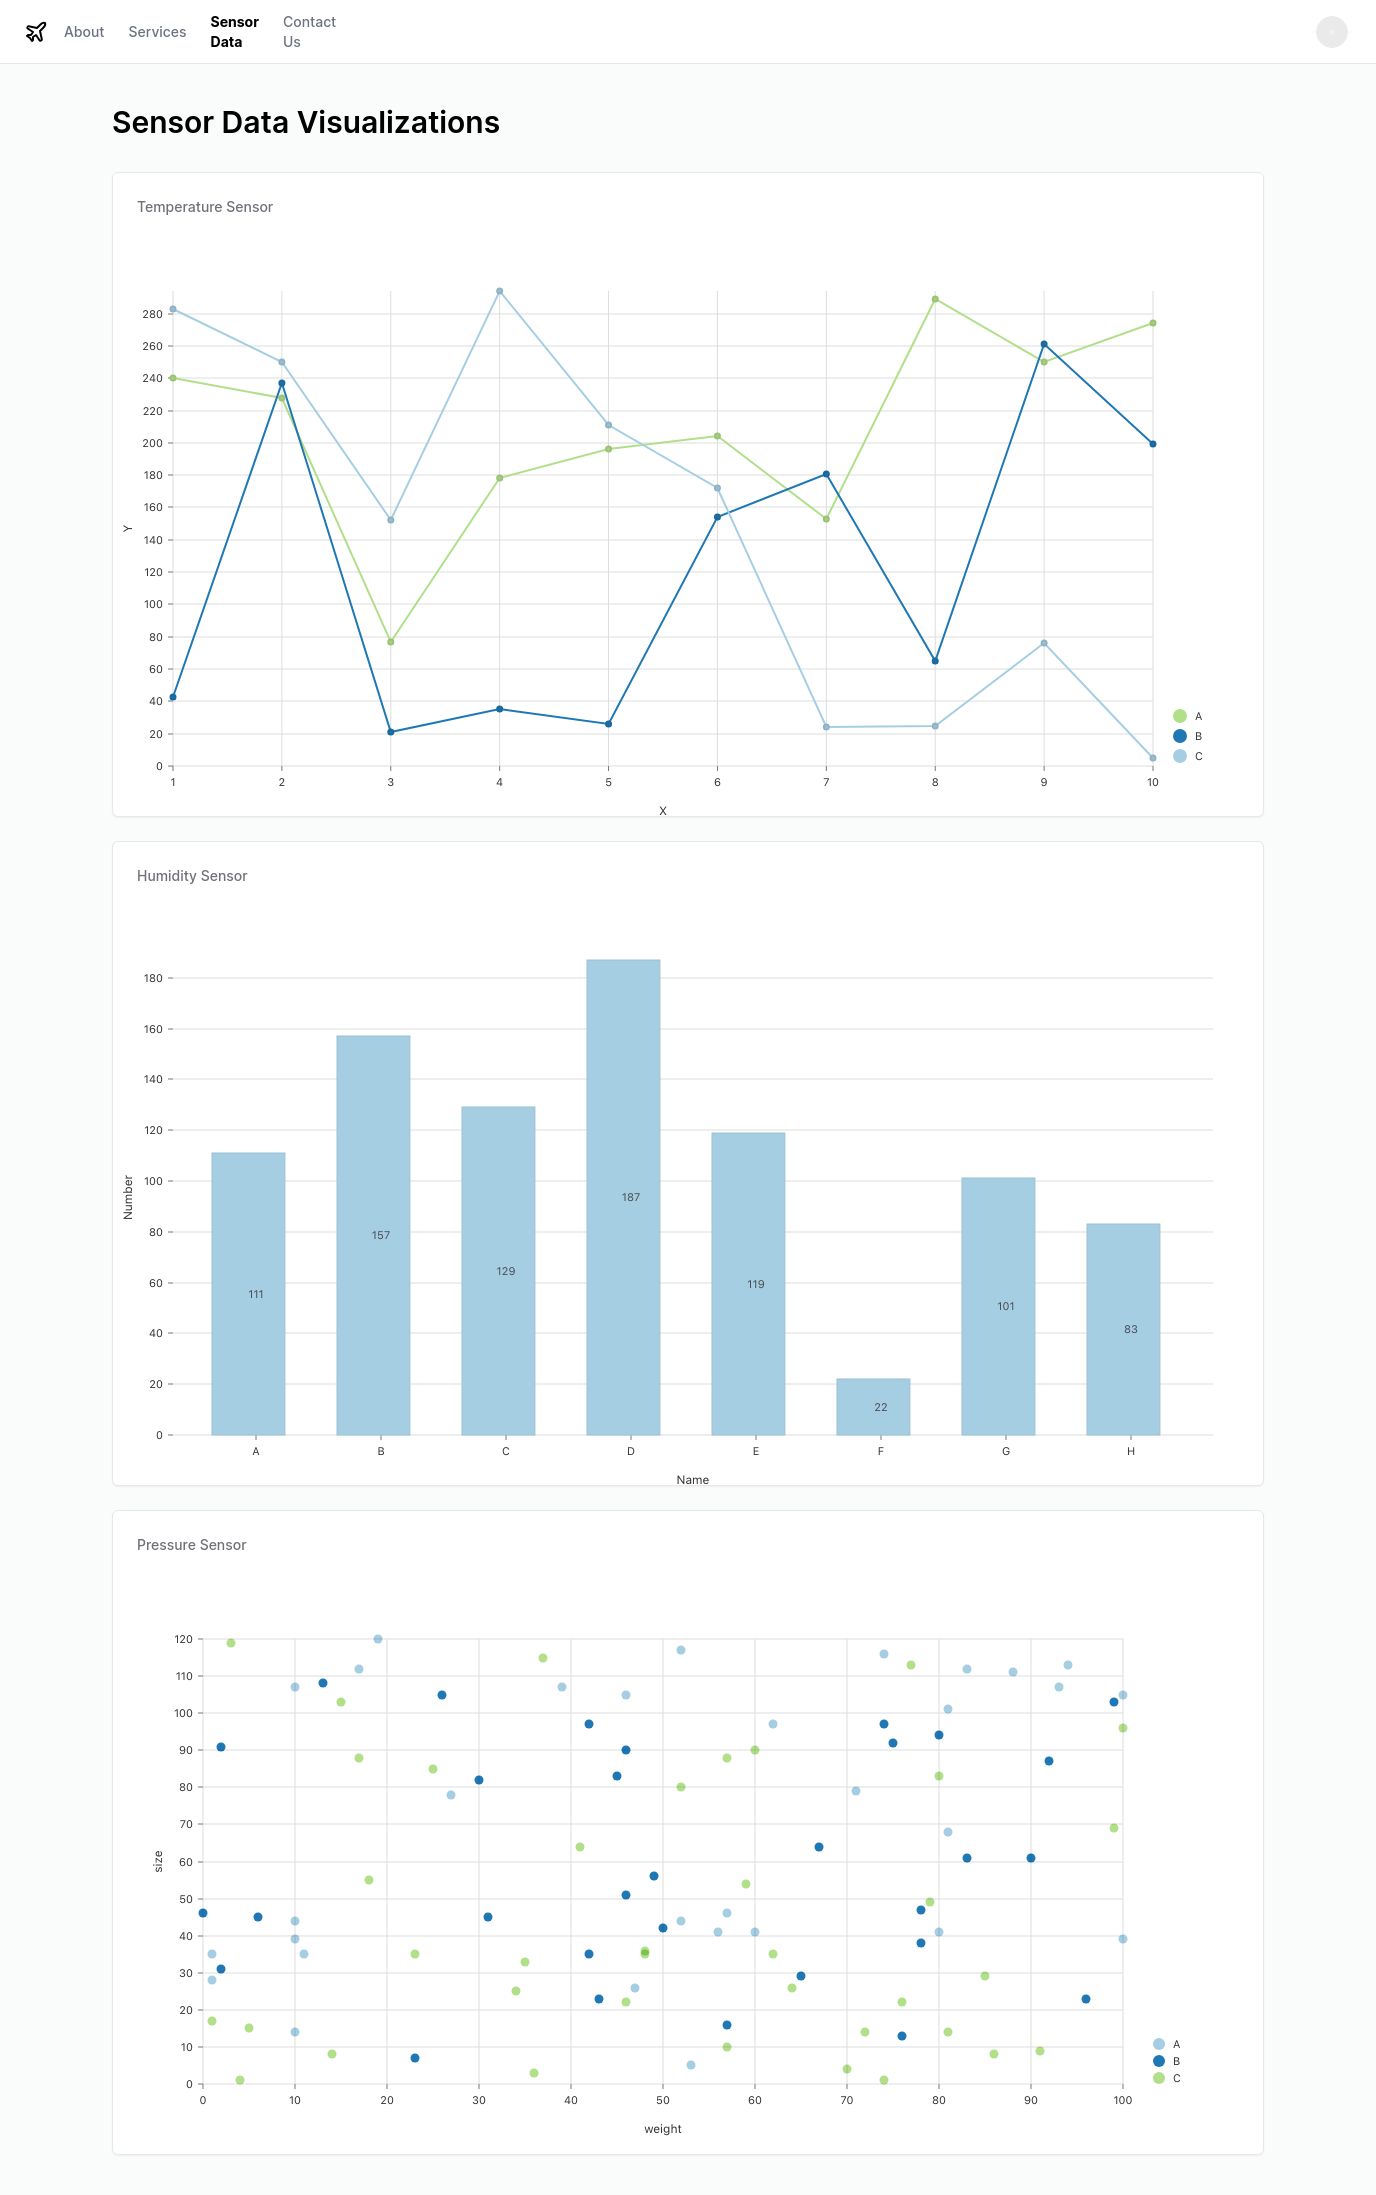 About
Services
Sensor
Data
Contact
Us
Sensor Data Visualizations
Temperature Sensor
280
260
240
220
200
180
160
140
120
100
80
60
40
20
0
Y
1 2 3 4 5 6 7 8 9 10
X
A
B
C
Humidity Sensor
180
160
140
120
100
80
60
40
20
0
Number
111 157 129 187 119 22 101 83
A B C D E F G H
Name
Pressure Sensor
120
110
100
90
80
70
60
50
40
30
20
10
0
size
0 10 20 30 40 50 60 70 80 90 100
weight
A
B
C